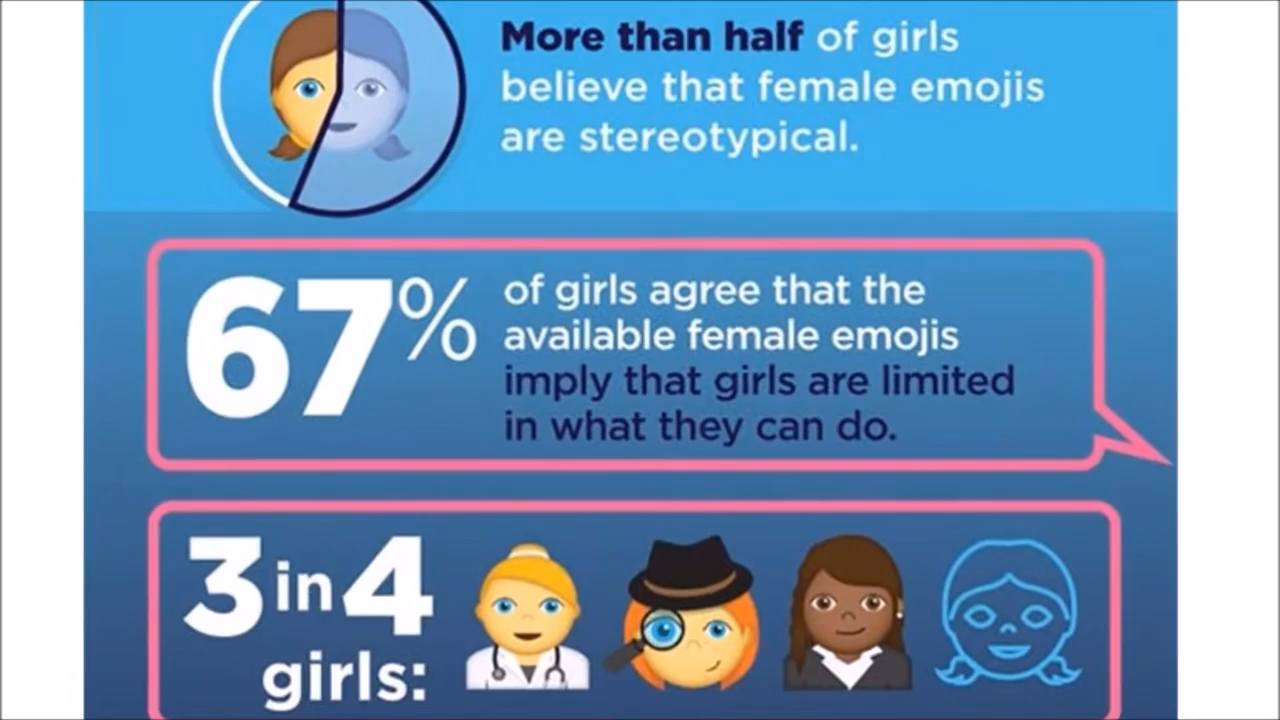 More than half of girls
believe that female emojis
are stereotypical.
67%
of girls agree that the
available female emojis
imply that girls are limited
in what they can do.
3 in 4
girls: